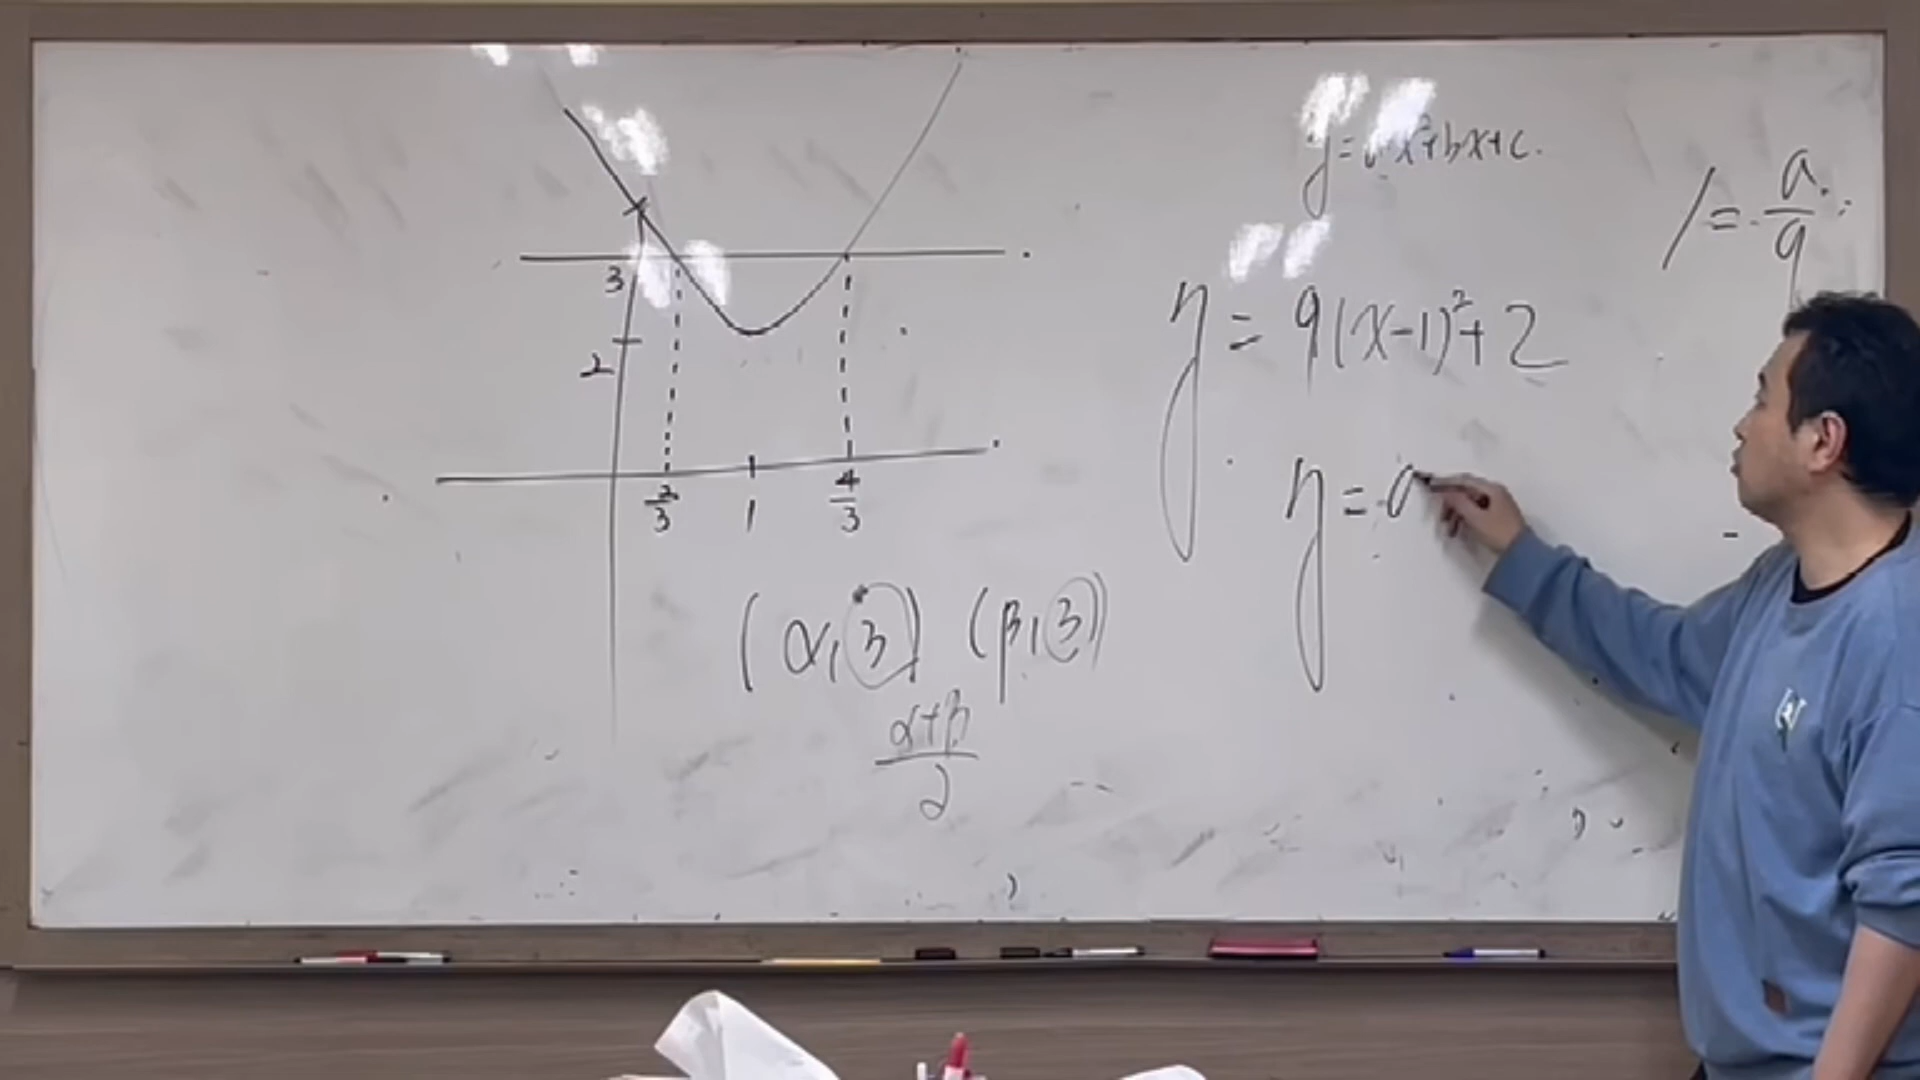 y=ax²+bx+c.
1=a/9
y=9(x-1)²+2
y=a
3
2
2/3 1 4/3
(α,3) (β,3)
α+β/2